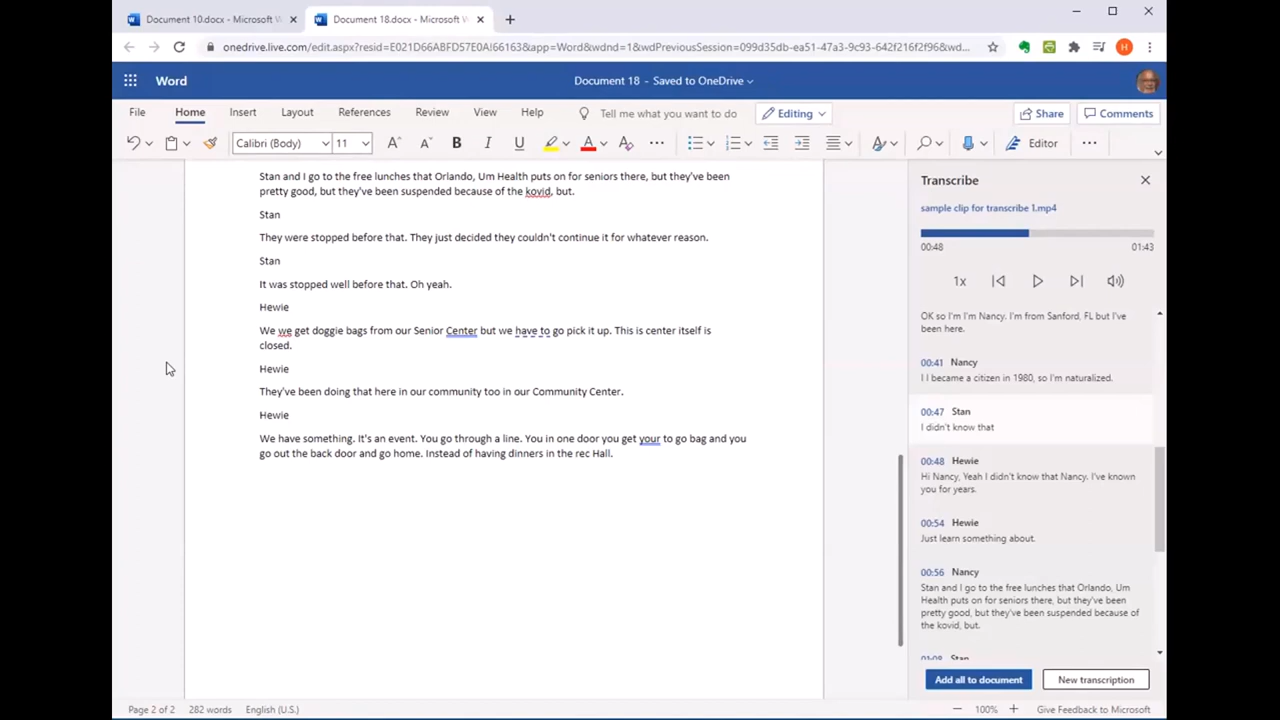 Document 10.docx - Microsoft V
Document 18.docx - Microsoft V
onedrive.live.com/edit.aspx?resid=E021D66ABFD57E0A!66163&app=Word&wdnd=1&wdPreviousSession=099d35db-ea51-47a3-9c93-642f216f2f96&wd...
H
Word
Document 18 - Saved to OneDrive
File Home Insert Layout References Review View Help Tell me what you want to do Editing Share Comments
Calibri (Body) 11 A A B I U A Editor
Stan and I go to the free lunches that Orlando, Um Health puts on for seniors there, but they've been
pretty good, but they've been suspended because of the kovid, but.
Stan
They were stopped before that. They just decided they couldn't continue it for whatever reason.
Stan
It was stopped well before that. Oh yeah.
Hewie
We we get doggie bags from our Senior Center but we have to go pick it up. This is center itself is
closed.
Hewie
They've been doing that here in our community too in our Community Center.
Hewie
We have something. It's an event. You go through a line. You in one door you get your to go bag and you
go out the back door and go home. Instead of having dinners in the rec Hall.
Transcribe
sample clip for transcribe 1.mp4
00:48 01:43
1x
OK so I'm I'm Nancy. I'm from Sanford, FL but I've
been here.
00:41 Nancy
I I became a citizen in 1980, so I'm naturalized.
00:47 Stan
I didn't know that
00:48 Hewie
Hi Nancy, Yeah I didn't know that Nancy. I've known
you for years.
00:54 Hewie
Just learn something about.
00:56 Nancy
Stan and I go to the free lunches that Orlando, Um
Health puts on for seniors there, but they've been
pretty good, but they've been suspended because of
the kovid, but.
01:08 Stan
Add all to document
New transcription
Page 2 of 2 282 words English (U.S.) 100% Give Feedback to Microsoft